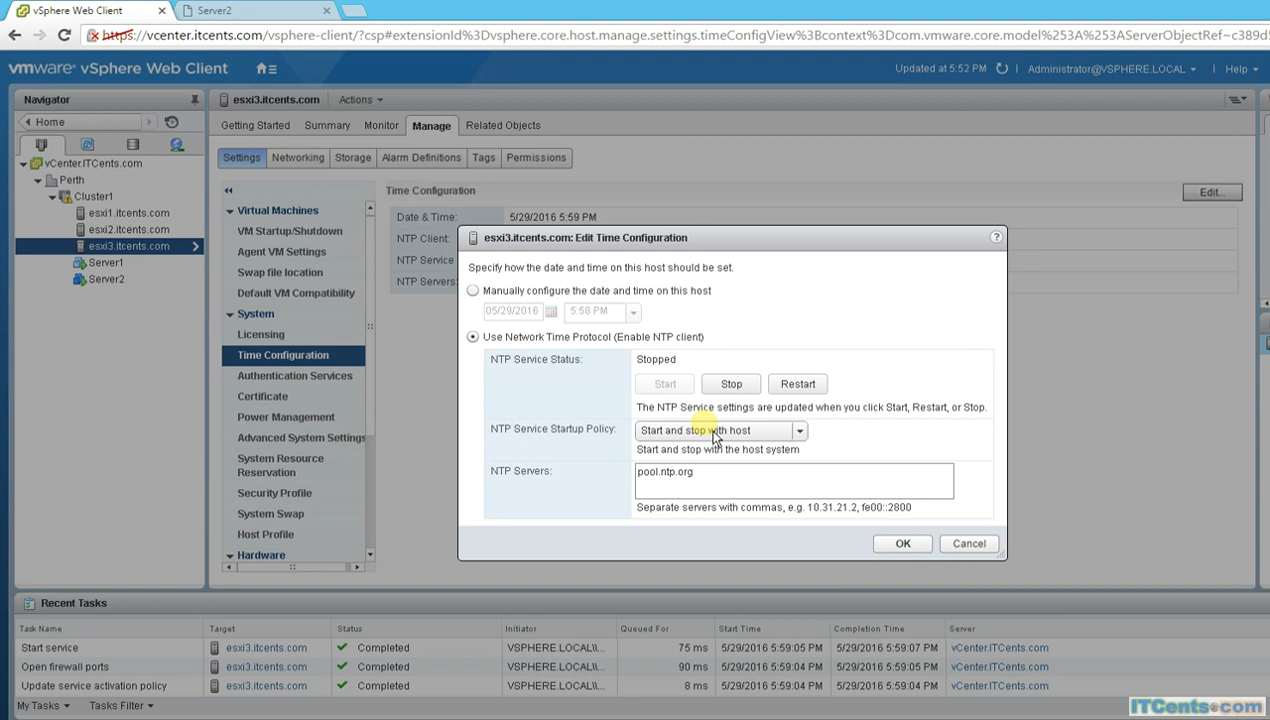 vSphere Web Client
Server2
https://vcenter.itcents.com/vsphere-client/?csp#extensionId%3Dvsphere.core.host.manage.settings.timeConfigView%3Bcontext%3Dcom.vmware.core.model%253A%253AServerObjectRef~c389d5
vmware® vSphere Web Client
Updated at 5:52 PM | Administrator@VSPHERE.LOCAL | Help
Navigator
esxi3.itcents.com Actions
Home
Getting Started Summary Monitor Manage Related Objects
Settings Networking Storage Alarm Definitions Tags Permissions
vCenter.ITCents.com
Perth
Cluster1
esxi1.itcents.com
esxi2.itcents.com
esxi3.itcents.com
Server1
Server2
Virtual Machines
VM Startup/Shutdown
Agent VM Settings
Swap file location
Default VM Compatibility
System
Licensing
Time Configuration
Authentication Services
Certificate
Power Management
Advanced System Settings
System Resource
Reservation
Security Profile
System Swap
Host Profile
Hardware
Time Configuration
Edit...
Date & Time: 5/29/2016 5:59 PM
NTP Client:
NTP Service
NTP Servers:
esxi3.itcents.com: Edit Time Configuration
Specify how the date and time on this host should be set.
Manually configure the date and time on this host
05/29/2016 5:58 PM
Use Network Time Protocol (Enable NTP client)
NTP Service Status: Stopped
Start Stop Restart
The NTP Service settings are updated when you click Start, Restart, or Stop.
NTP Service Startup Policy: Start and stop with host
Start and stop with the host system
NTP Servers: pool.ntp.org
Separate servers with commas, e.g. 10.31.21.2, fe00::2800
OK Cancel
Recent Tasks
Task Name Target Status Initiator Queued For Start Time Completion Time Server
Start service esxi3.itcents.com Completed VSPHERE.LOCAL\\... 75 ms 5/29/2016 5:59:05 PM 5/29/2016 5:59:07 PM vCenter.ITCents.com
Open firewall ports esxi3.itcents.com Completed VSPHERE.LOCAL\\... 90 ms 5/29/2016 5:59:04 PM 5/29/2016 5:59:05 PM vCenter.ITCents.com
Update service activation policy esxi3.itcents.com Completed VSPHERE.LOCAL\\... 8 ms 5/29/2016 5:59:04 PM 5/29/2016 5:59:04 PM vCenter.ITCents.com
My Tasks Tasks Filter
ITCents.com